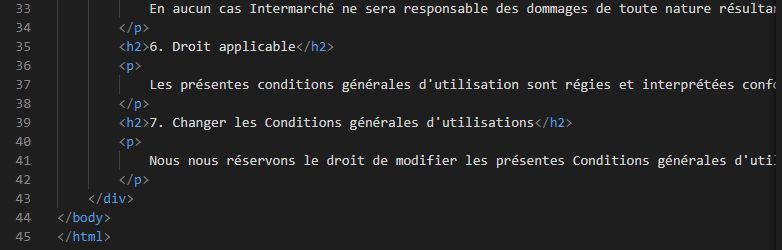 33 En aucun cas Intermarché ne sera responsable des dommages de toute nature
34 </p>
35 <h2>6. Droit applicable</h2>
36 <p>
37 Les présentes conditions générales d'utilisation sont régies et interprétées
38 </p>
39 <h2>7. Changer les Conditions générales d'utilisations</h2>
40 <p>
41 Nous nous réservons le droit de modifier les présentes Conditions générales
42 </p>
43 </div>
44 </body>
45 </html>